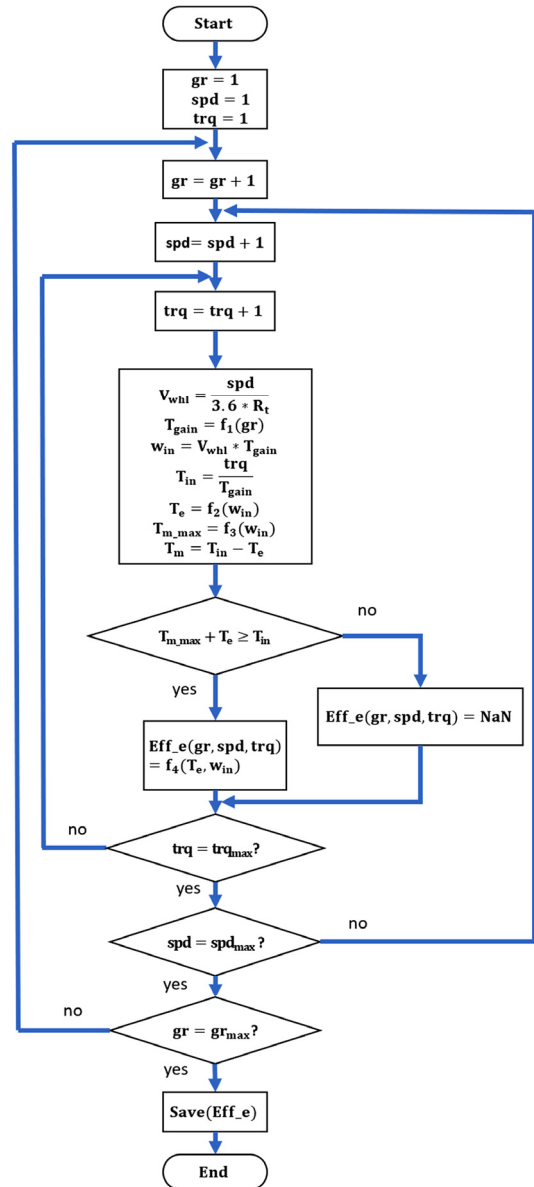 Start
gr = 1
spd = 1
trq = 1
gr = gr + 1
spd= spd + 1
trq = trq + 1
V_whl = spd / (3.6 * R_t)
T_gain = f_1(gr)
w_in = V_whl * T_gain
T_in = trq / T_gain
T_e = f_2(w_in)
T_m_max = f_3(w_in)
T_m = T_in − T_e
T_m_max + T_e ≥ T_in
no
yes
Eff_e(gr, spd, trq) = NaN
Eff_e(gr, spd, trq)
= f_4(T_e, w_in)
no
trq = trq_max?
yes
spd = spd_max?
no
yes
no
gr = gr_max?
yes
Save(Eff_e)
End